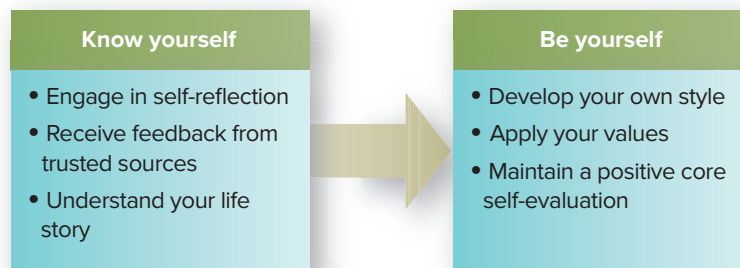 Know yourself
• Engage in self-reflection
• Receive feedback from
trusted sources
• Understand your life
story
Be yourself
• Develop your own style
• Apply your values
• Maintain a positive core
self-evaluation